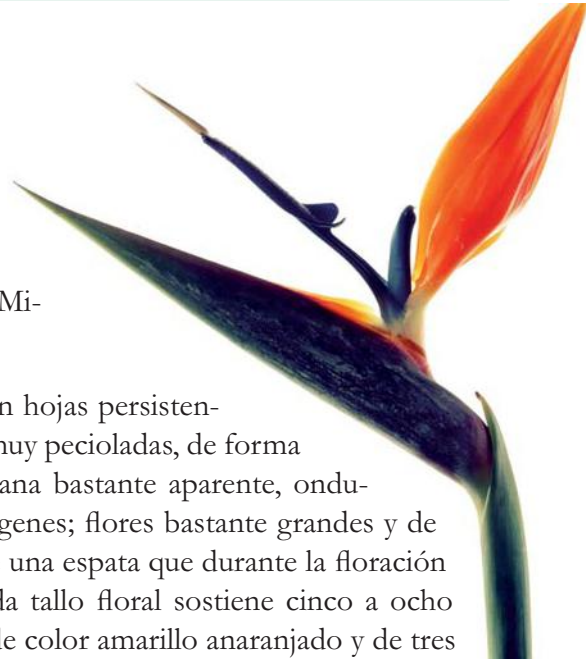 Mi-
n hojas persisten-
muy pecioladas, de forma
ana bastante aparente, ondu-
genes; flores bastante grandes y de
una espata que durante la floración
da tallo floral sostiene cinco a ocho
de color amarillo anaranjado y de tres